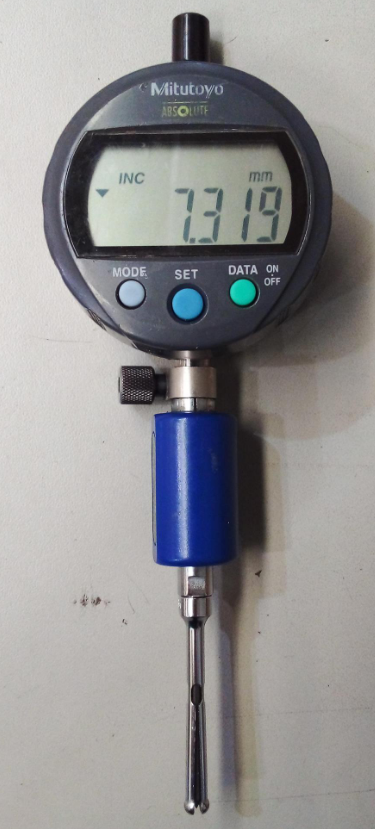 Mitutoyo
ABSOLUTE
INC mm
7.319
MODE SET DATA ON
OFF